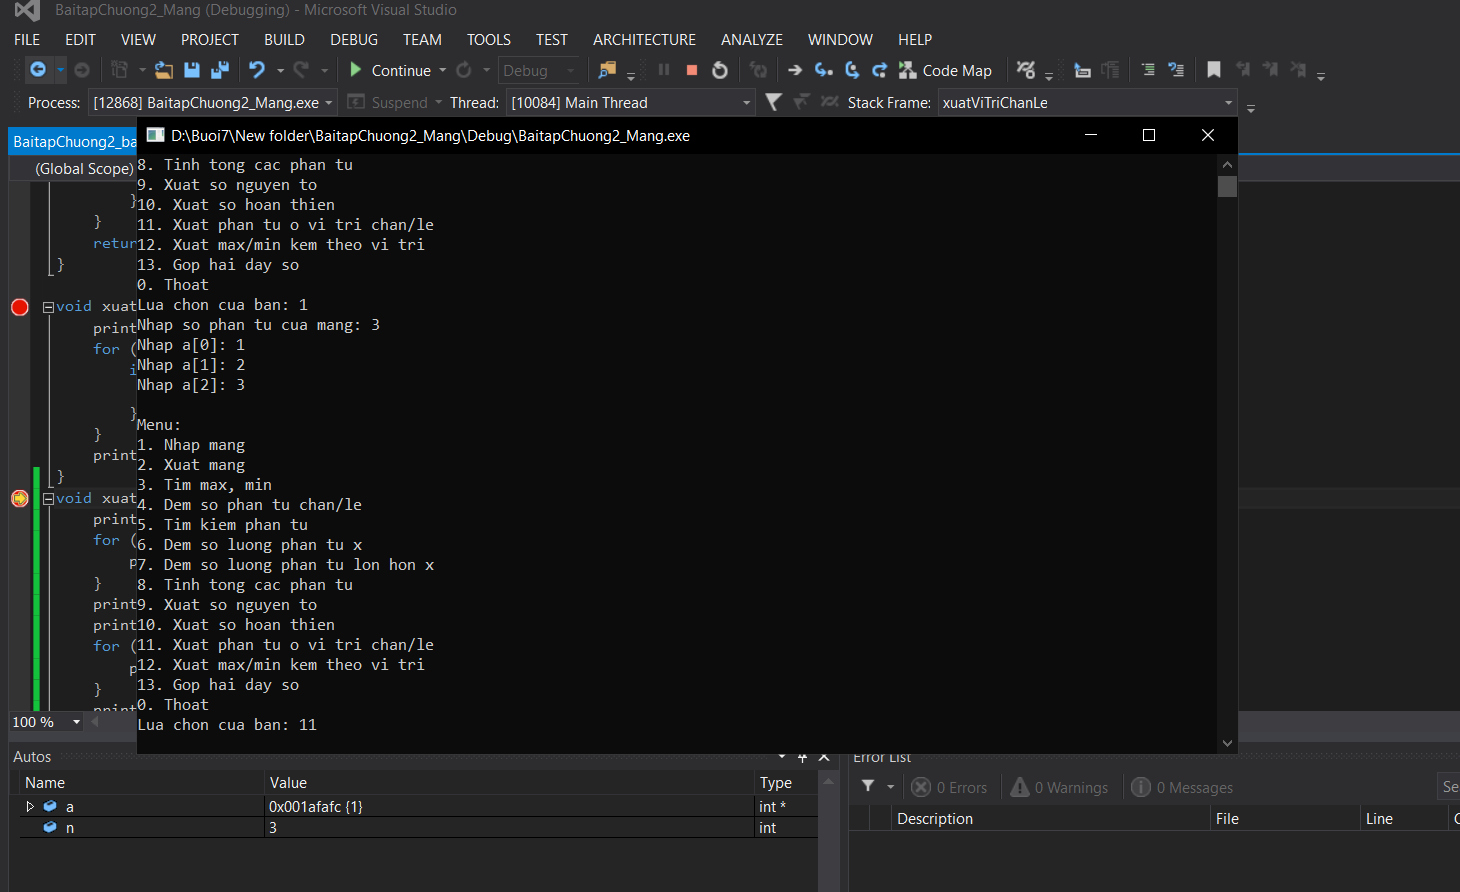 BaitapChuong2_Mang (Debugging) - Microsoft Visual Studio
FILE EDIT VIEW PROJECT BUILD DEBUG TEAM TOOLS TEST ARCHITECTURE ANALYZE WINDOW HELP
Continue Debug Code Map
Process: [12868] BaitapChuong2_Mang.exe Suspend Thread: [10084] Main Thread Stack Frame: xuatViTriChanLe
D:\Buoi7\New folder\BaitapChuong2_Mang\Debug\BaitapChuong2_Mang.exe
BaitapChuong2_ba
(Global Scope)
}
}
retur
}
void xuat
print
for (
i
}
}
print
}
void xuat
print
for (
p
}
print
print
for (
p
}
print
100 %
8. Tinh tong cac phan tu
9. Xuat so nguyen to
10. Xuat so hoan thien
11. Xuat phan tu o vi tri chan/le
12. Xuat max/min kem theo vi tri
13. Gop hai day so
0. Thoat
Lua chon cua ban: 1
Nhap so phan tu cua mang: 3
Nhap a[0]: 1
Nhap a[1]: 2
Nhap a[2]: 3
Menu:
1. Nhap mang
2. Xuat mang
3. Tim max, min
4. Dem so phan tu chan/le
5. Tim kiem phan tu
6. Dem so luong phan tu x
7. Dem so luong phan tu lon hon x
8. Tinh tong cac phan tu
9. Xuat so nguyen to
10. Xuat so hoan thien
11. Xuat phan tu o vi tri chan/le
12. Xuat max/min kem theo vi tri
13. Gop hai day so
0. Thoat
Lua chon cua ban: 11
Autos
Name Value Type
a 0x001afafc {1} int *
n 3 int
Error List
0 Errors 0 Warnings 0 Messages Se
Description File Line